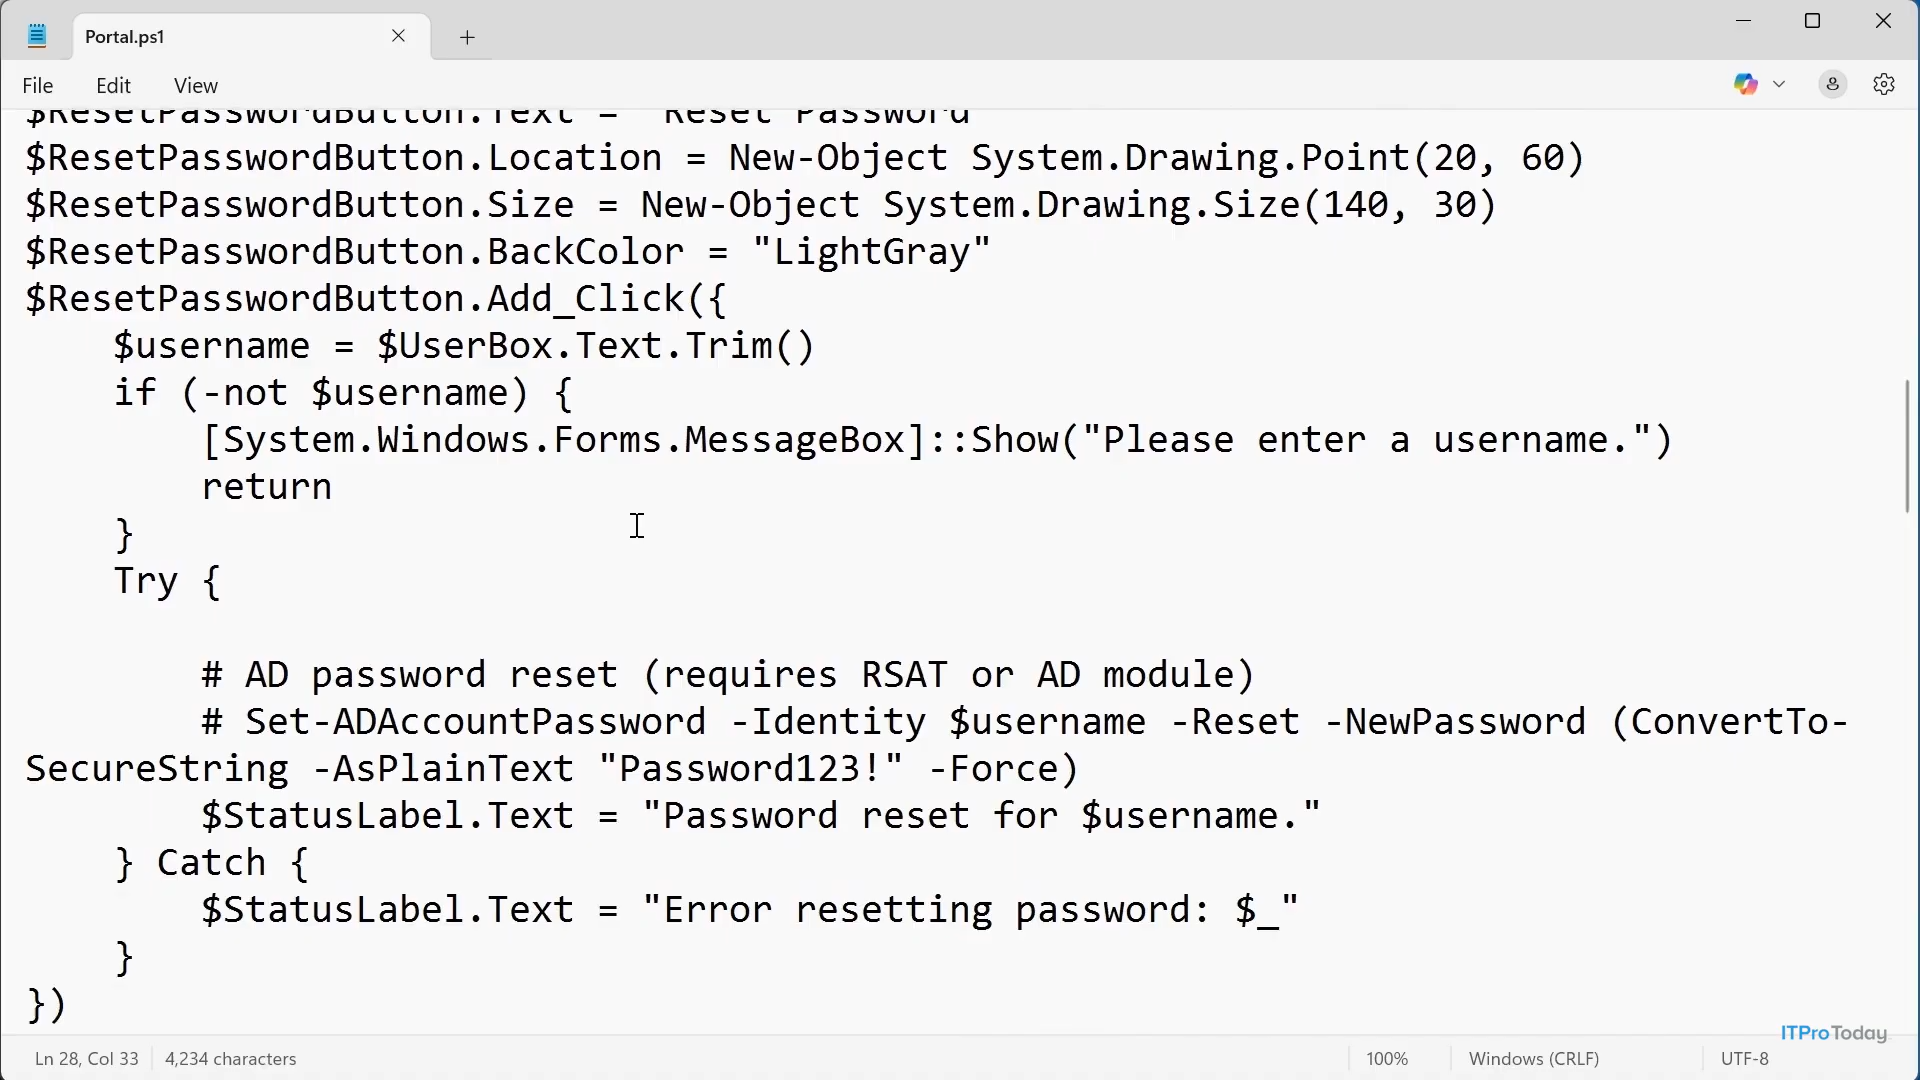 Portal.ps1
File Edit View
$ResetPasswordButton.Text = "Reset Password"
$ResetPasswordButton.Location = New-Object System.Drawing.Point(20, 60)
$ResetPasswordButton.Size = New-Object System.Drawing.Size(140, 30)
$ResetPasswordButton.BackColor = "LightGray"
$ResetPasswordButton.Add_Click({
    $username = $UserBox.Text.Trim()
    if (-not $username) {
        [System.Windows.Forms.MessageBox]::Show("Please enter a username.")
        return
    }
    Try {
        # AD password reset (requires RSAT or AD module)
        # Set-ADAccountPassword -Identity $username -Reset -NewPassword (ConvertTo-
SecureString -AsPlainText "Password123!" -Force)
        $StatusLabel.Text = "Password reset for $username."
    } Catch {
        $StatusLabel.Text = "Error resetting password: $_"
    }
})
ITProToday
Ln 28, Col 33 4,234 characters 100% Windows (CRLF) UTF-8